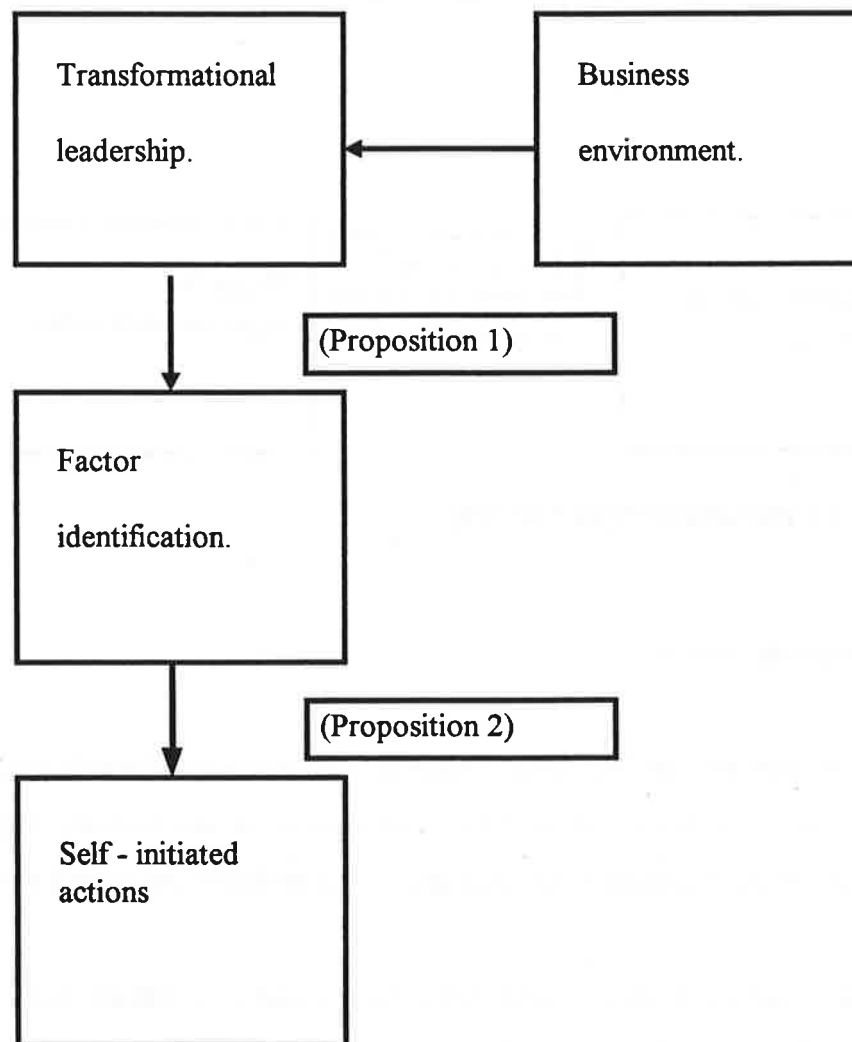 Transformational
leadership.
Business
environment.
(Proposition 1)
Factor
identification.
(Proposition 2)
Self - initiated
actions